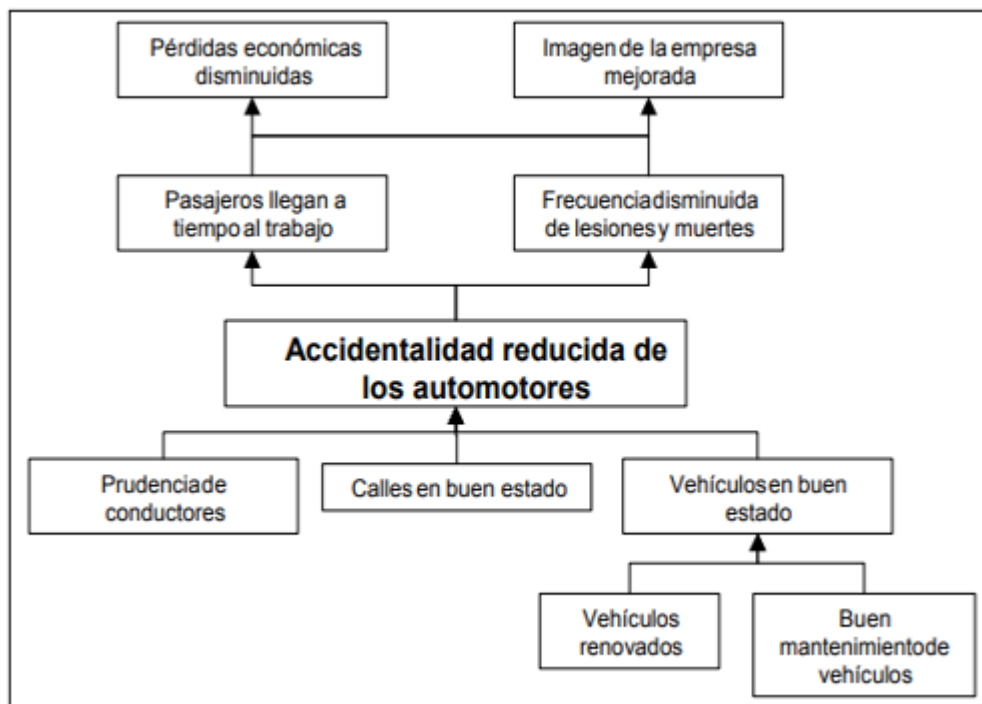 Pérdidas económicas
disminuidas
Imagen de la empresa
mejorada
Pasajeros llegan a
tiempo al trabajo
Frecuencia disminuida
de lesiones y muertes
Accidentalidad reducida de
los automotores
Prudencia de
conductores
Calles en buen estado
Vehículos en buen
estado
Vehículos
renovados
Buen
mantenimiento de
vehículos